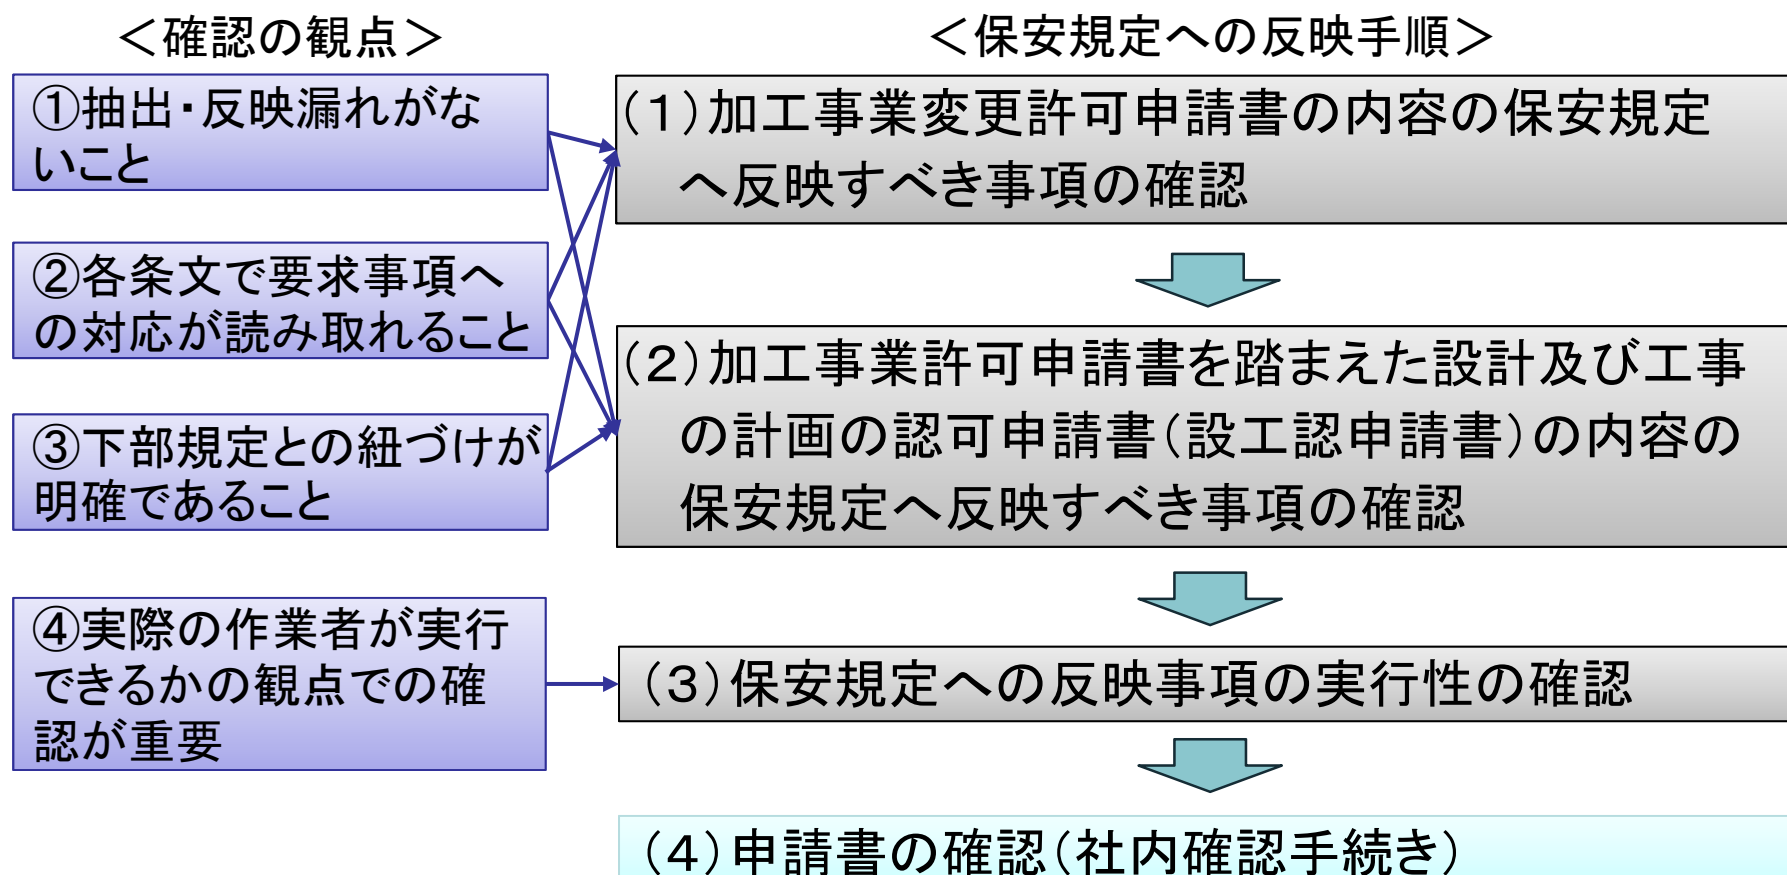 ＜確認の観点＞
①抽出・反映漏れがな
いこと
②各条文で要求事項へ
の対応が読み取れること
③下部規定との紐づけが
明確であること
④実際の作業者が実行
できるかの観点での確
認が重要
＜保安規定への反映手順＞
（１）加工事業変更許可申請書の内容の保安規定
へ反映すべき事項の確認
（２）加工事業許可申請書を踏まえた設計及び工事
の計画の認可申請書（設工認申請書）の内容の
保安規定へ反映すべき事項の確認
（３）保安規定への反映事項の実行性の確認
（４）申請書の確認（社内確認手続き）